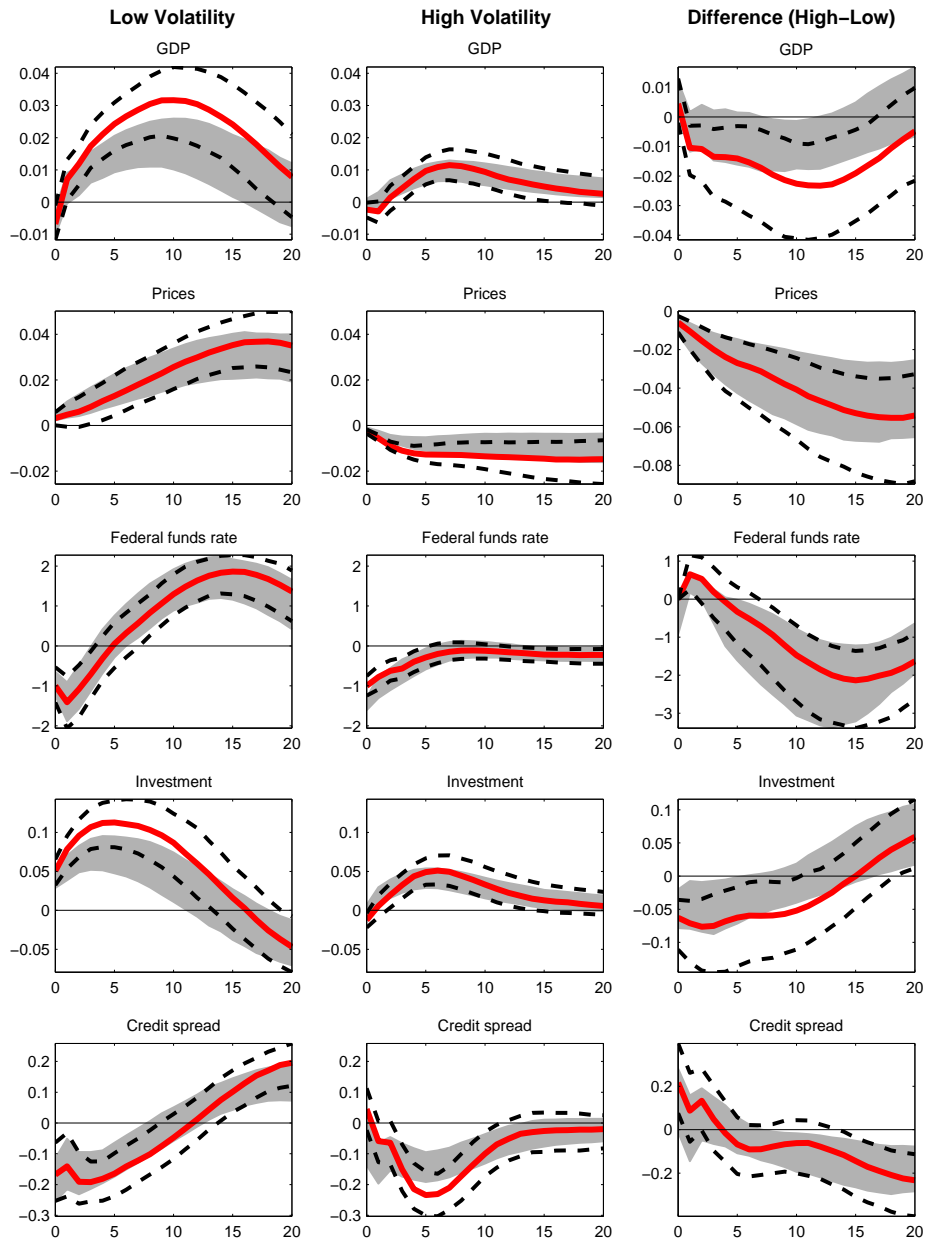 Low Volatility High Volatility Difference (High−Low)
GDP GDP GDP
0.04 0.04 0.01
0.03 0.03 0
0.02 0.02 −0.01
0.01 0.01 −0.02
0 0 −0.03
−0.01 −0.01 −0.04
0 5 10 15 20 0 5 10 15 20 0 5 10 15 20
Prices Prices Prices
0.04 0.04 0
0.02 0.02 −0.02
0 0 −0.04
−0.02 −0.02 −0.06
−0.08
0 5 10 15 20 0 5 10 15 20 0 5 10 15 20
Federal funds rate Federal funds rate Federal funds rate
2 2 1
1 1 0
0 0 −1
−1 −1 −2
−2 −2 −3
0 5 10 15 20 0 5 10 15 20 0 5 10 15 20
Investment Investment Investment
0.1 0.1 0.1
0.05 0.05 0.05
0 0 0
−0.05 −0.05 −0.05
−0.1
0 5 10 15 20 0 5 10 15 20 0 5 10 15 20
Credit spread Credit spread Credit spread
0.2 0.2 0.2
0.1 0.1 0
0 0 −0.2
−0.1 −0.1
−0.2 −0.2
−0.3 −0.3
0 5 10 15 20 0 5 10 15 20 0 5 10 15 20